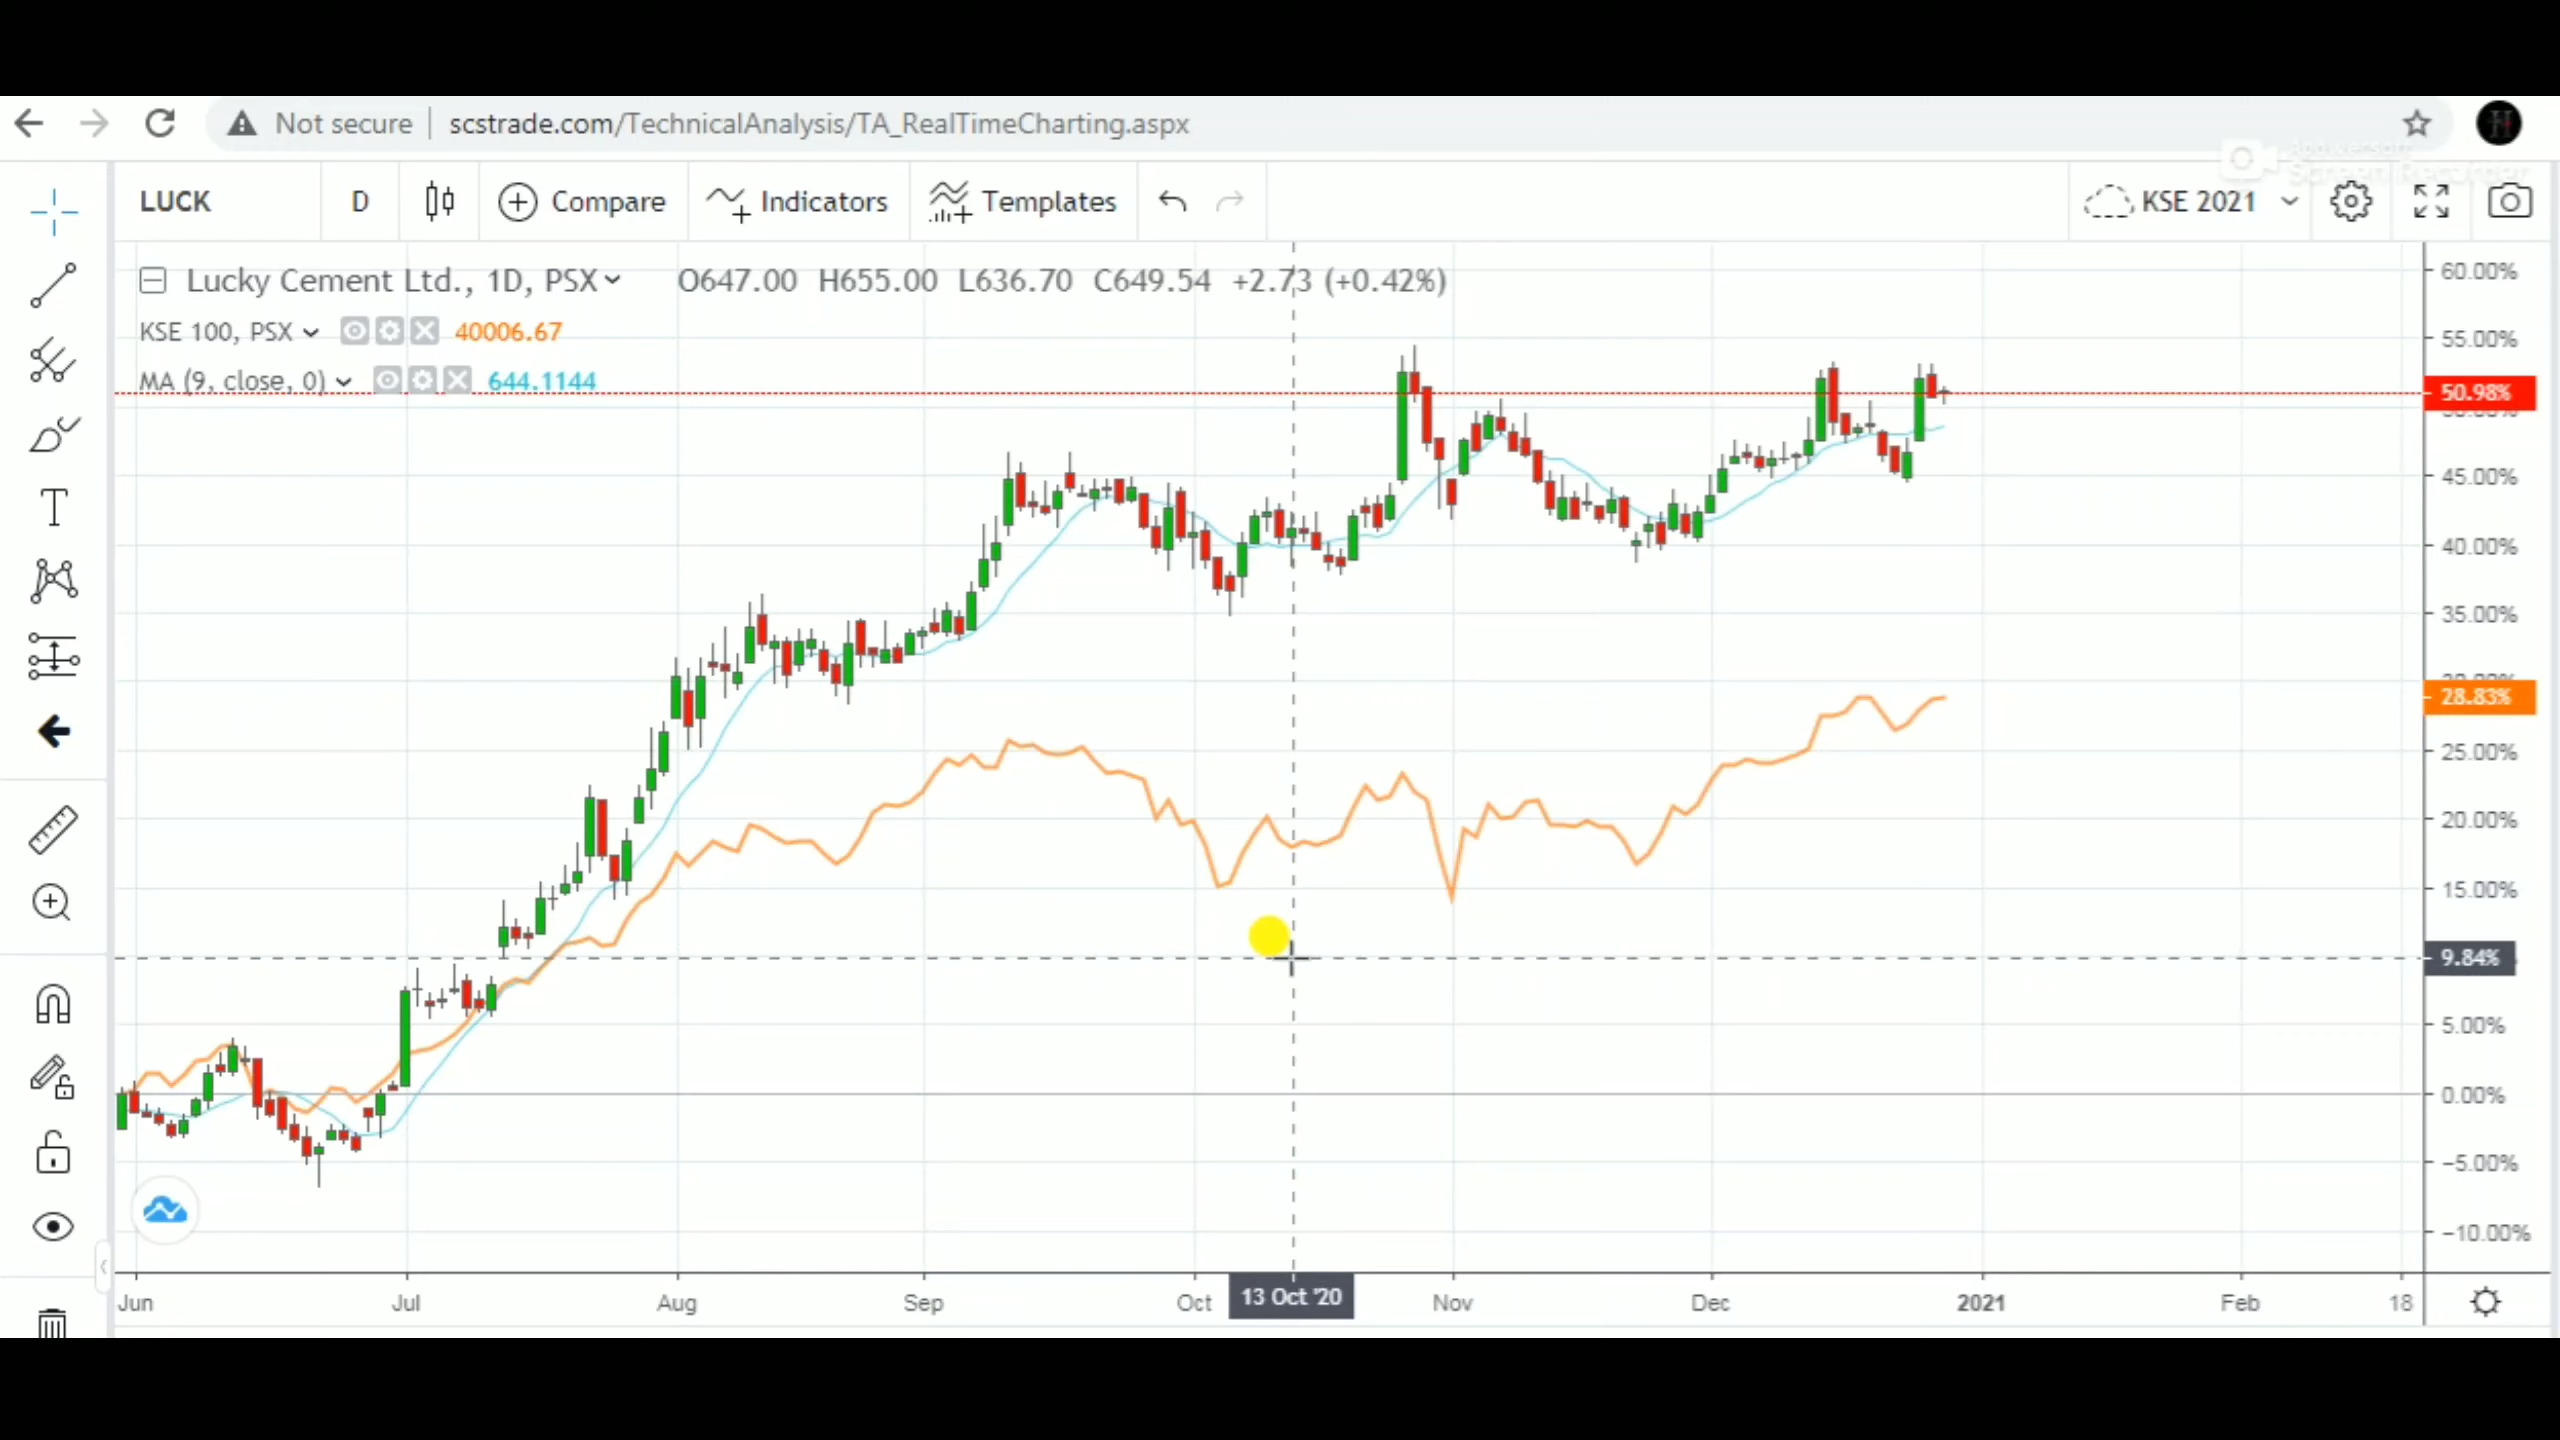 Not secure | scstrade.com/TechnicalAnalysis/TA_RealTimeCharting.aspx
Screen Recorder
LUCK D Compare Indicators Templates KSE 2021
Lucky Cement Ltd., 1D, PSX O647.00 H655.00 L636.70 C649.54 +2.73 (+0.42%)
KSE 100, PSX 40006.67
MA (9, close, 0) 644.1144
60.00%
55.00%
50.98%
45.00%
40.00%
35.00%
28.83%
25.00%
20.00%
15.00%
9.84%
5.00%
0.00%
−5.00%
−10.00%
Jun Jul Aug Sep Oct 13 Oct '20 Nov Dec 2021 Feb 18